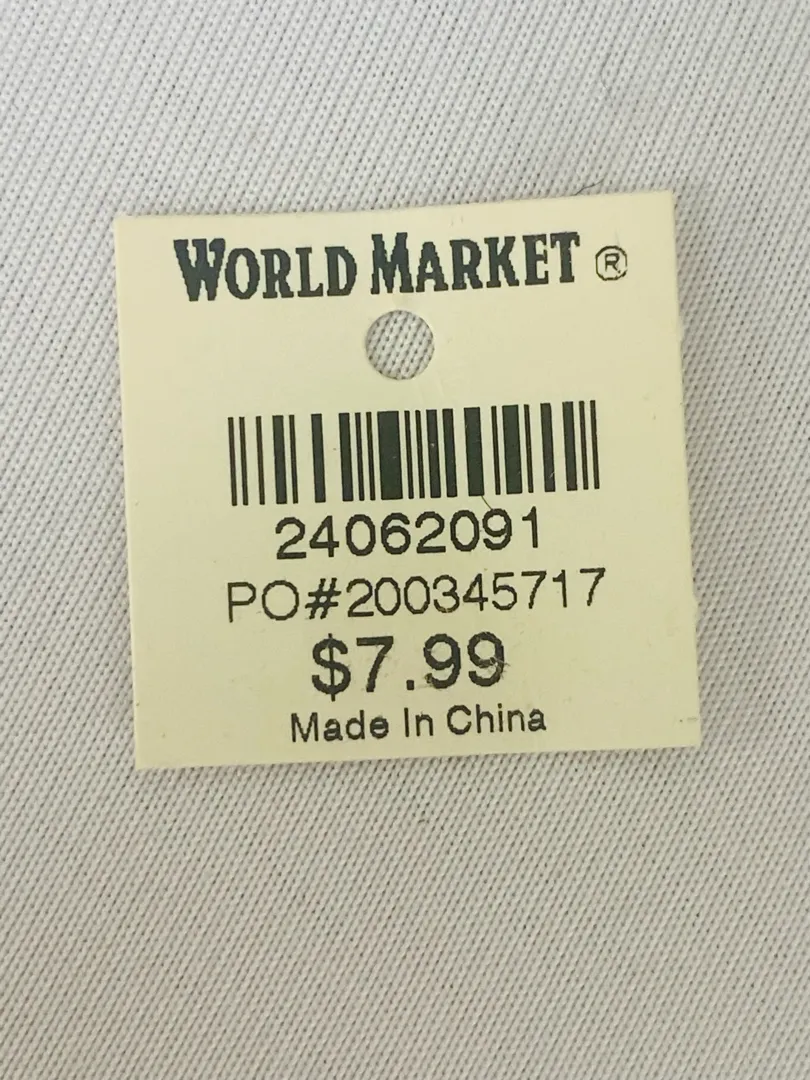 WORLD MARKET ®
24062091
PO#200345717
$7.99
Made In China